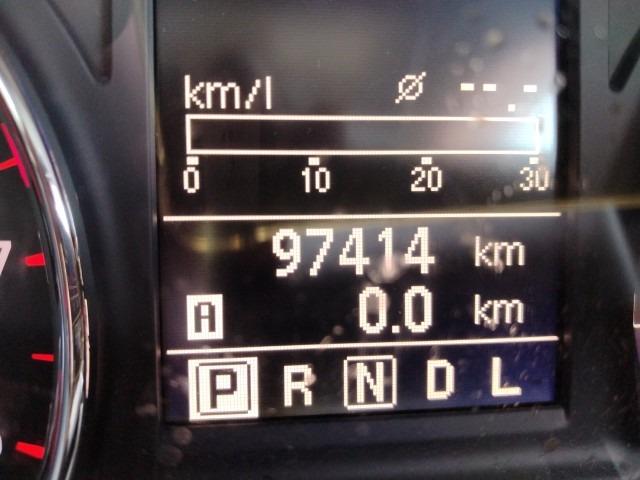 km/l ⌀ --.-
0 10 20 30
97414 km
A 0.0 km
P R N D L